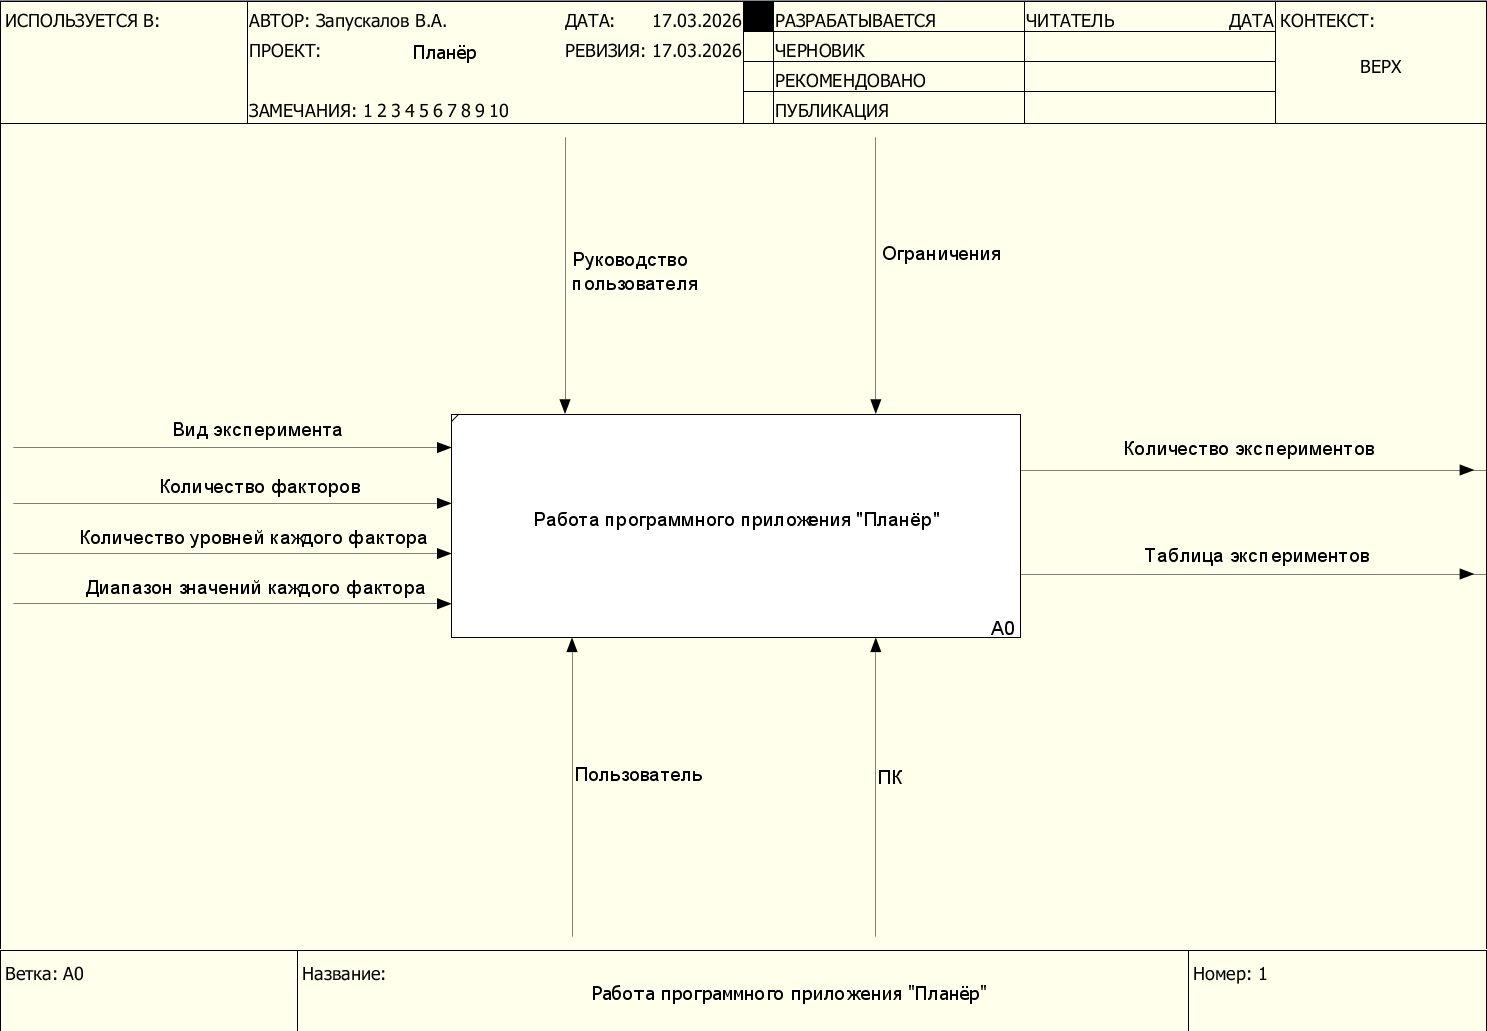 ИСПОЛЬЗУЕТСЯ В:
АВТОР: Запускалов В.А.
ДАТА: 17.03.2026
ПРОЕКТ: Планёр
РЕВИЗИЯ: 17.03.2026
ЗАМЕЧАНИЯ: 1 2 3 4 5 6 7 8 9 10
РАЗРАБАТЫВАЕТСЯ
ЧЕРНОВИК
РЕКОМЕНДОВАНО
ПУБЛИКАЦИЯ
ЧИТАТЕЛЬ ДАТА
КОНТЕКСТ:
ВЕРХ
Руководство
пользователя
Ограничения
Вид эксперимента
Количество факторов
Количество уровней каждого фактора
Диапазон значений каждого фактора
Работа программного приложения "Планёр"
A0
Количество экспериментов
Таблица экспериментов
Пользователь
ПК
Ветка: A0
Название:
Работа программного приложения "Планёр"
Номер: 1